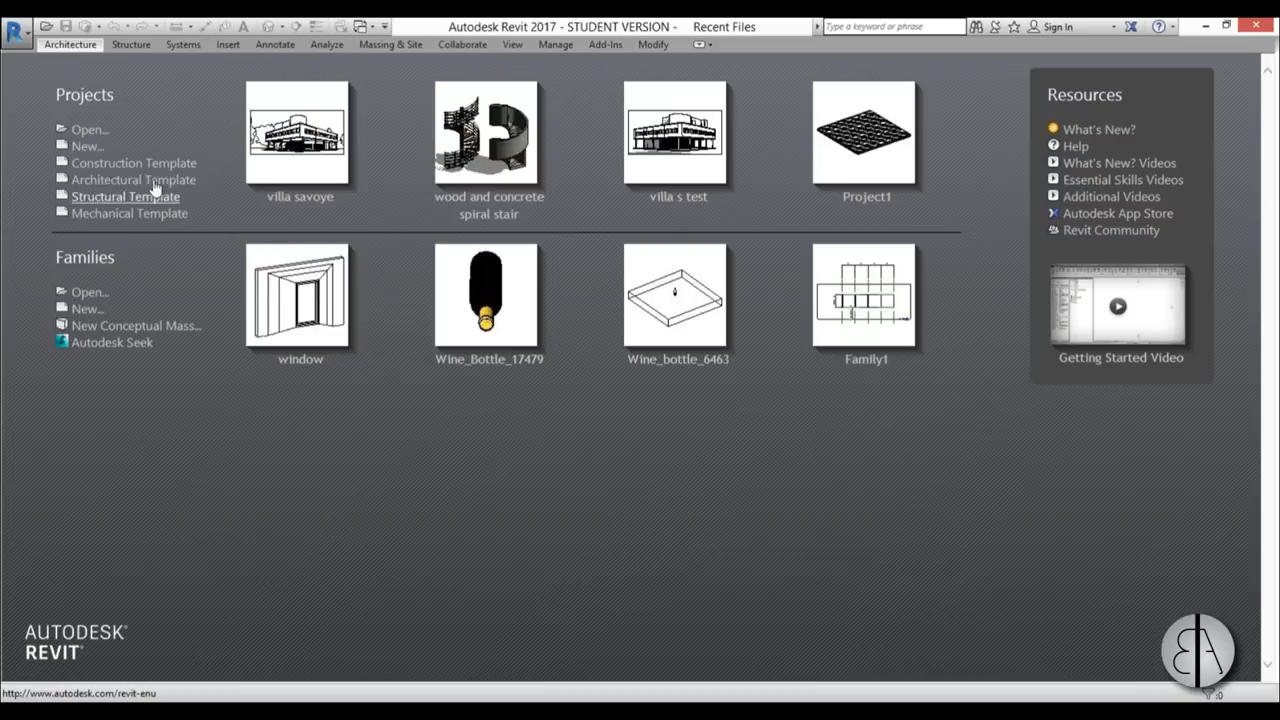 Autodesk Revit 2017 - STUDENT VERSION - Recent Files
Type a keyword or phrase
Sign In
Architecture Structure Systems Insert Annotate Analyze Massing & Site Collaborate View Manage Add-Ins Modify
Projects
Open...
New...
Construction Template
Architectural Template
Structural Template
Mechanical Template
villa savoye
wood and concrete
spiral stair
villa s test
Project1
Families
Open...
New...
New Conceptual Mass...
Autodesk Seek
window
Wine_Bottle_17479
Wine_bottle_6463
Family1
Resources
What's New?
Help
What's New? Videos
Essential Skills Videos
Additional Videos
Autodesk App Store
Revit Community
Getting Started Video
AUTODESK®
REVIT®
BA
http://www.autodesk.com/revit-enu
:0